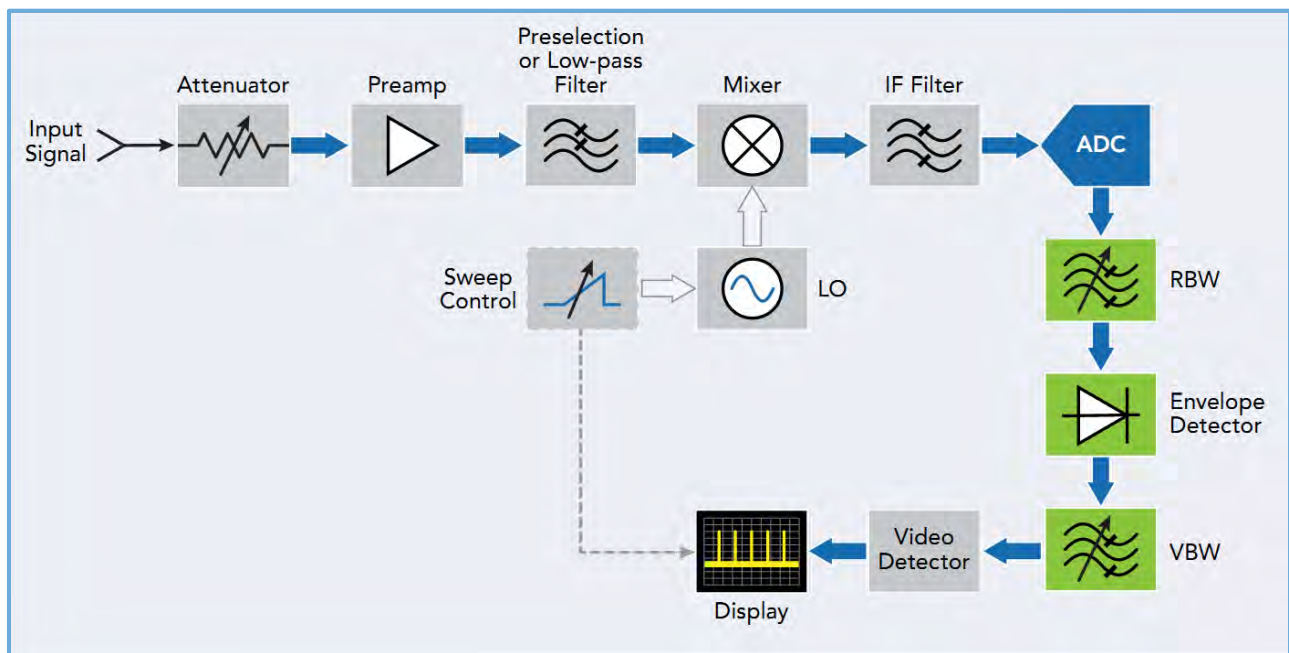 Attenuator
Preamp
Preselection
or Low-pass
Filter
Mixer
IF Filter
Input
Signal
ADC
Sweep
Control
LO
RBW
Envelope
Detector
VBW
Video
Detector
Display